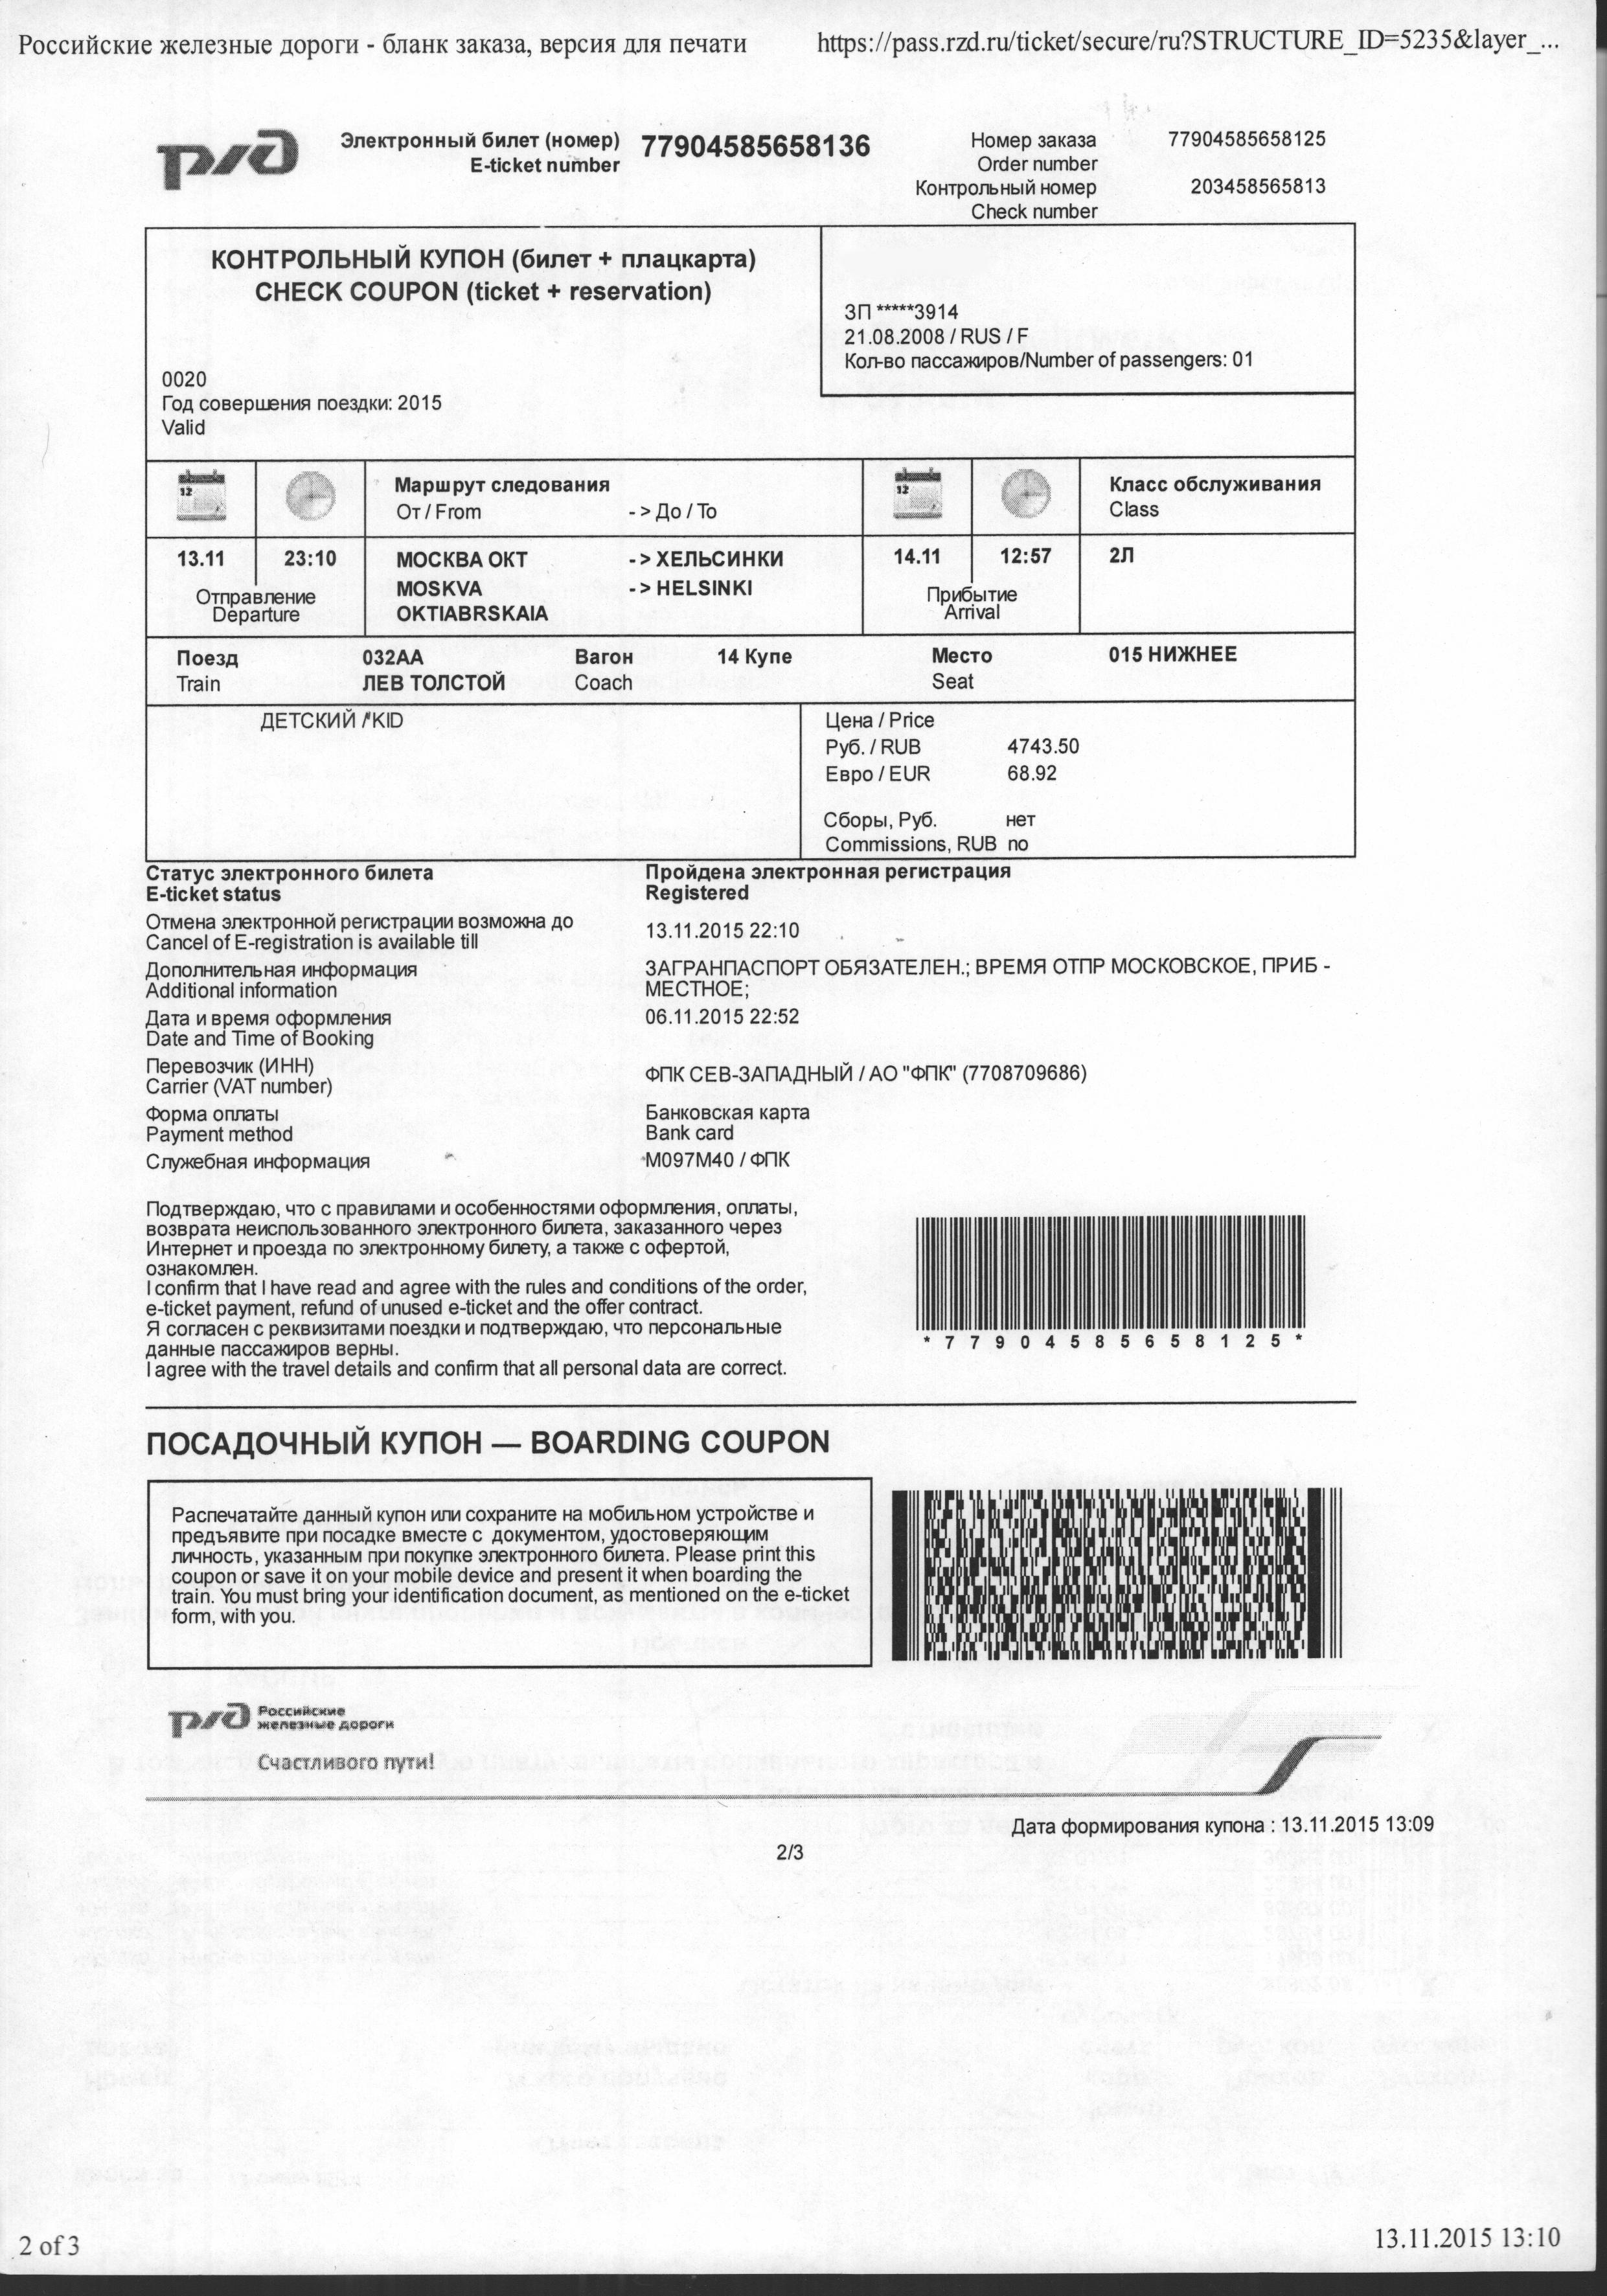 Российские железные дороги - бланк заказа, версия для печати https://pass.rzd.ru/ticket/secure/ru?STRUCTURE_ID=5235&layer_...
ржд
Электронный билет (номер) 77904585658136
E-ticket number
Номер заказа 77904585658125
Order number
Контрольный номер 203458565813
Check number
КОНТРОЛЬНЫЙ КУПОН (билет + плацкарта)
CHECK COUPON (ticket + reservation)
ЗП *****3914
21.08.2008 / RUS / F
Кол-во пассажиров/Number of passengers: 01
0020
Год совершения поездки: 2015
Valid
12
Маршрут следования
От / From - > До / To
12
Класс обслуживания
Class
13.11 23:10 МОСКВА ОКТ - > ХЕЛЬСИНКИ 14.11 12:57 2Л
MOSKVA - > HELSINKI
OKTIABRSKAIA
Отправление
Departure
Прибытие
Arrival
Поезд 032АА Вагон 14 Купе Место 015 НИЖНЕЕ
Train ЛЕВ ТОЛСТОЙ Coach Seat
ДЕТСКИЙ / KID
Цена / Price
Руб. / RUB 4743.50
Евро / EUR 68.92
Сборы, Руб. нет
Commissions, RUB no
Статус электронного билета Пройдена электронная регистрация
E-ticket status Registered
Отмена электронной регистрации возможна до
Cancel of E-registration is available till 13.11.2015 22:10
Дополнительная информация ЗАГРАНПАСПОРТ ОБЯЗАТЕЛЕН.; ВРЕМЯ ОТПР МОСКОВСКОЕ, ПРИБ -
Additional information МЕСТНОЕ;
Дата и время оформления 06.11.2015 22:52
Date and Time of Booking
Перевозчик (ИНН)
Carrier (VAT number) ФПК СЕВ-ЗАПАДНЫЙ / АО "ФПК" (7708709686)
Форма оплаты Банковская карта
Payment method Bank card
Служебная информация М097М40 / ФПК
Подтверждаю, что с правилами и особенностями оформления, оплаты,
возврата неиспользованного электронного билета, заказанного через
Интернет и проезда по электронному билету, а также с офертой,
ознакомлен.
I confirm that I have read and agree with the rules and conditions of the order,
e-ticket payment, refund of unused e-ticket and the offer contract.
Я согласен с реквизитами поездки и подтверждаю, что персональные
данные пассажиров верны.
I agree with the travel details and confirm that all personal data are correct.
* 7 7 9 0 4 5 8 5 6 5 8 1 2 5 *
ПОСАДОЧНЫЙ КУПОН — BOARDING COUPON
Распечатайте данный купон или сохраните на мобильном устройстве и
предъявите при посадке вместе с документом, удостоверяющим
личность, указанным при покупке электронного билета. Please print this
coupon or save it on your mobile device and present it when boarding the
train. You must bring your identification document, as mentioned on the e-ticket
form, with you.
ржд Российские
железные дороги
Счастливого пути!
Дата формирования купона : 13.11.2015 13:09
2/3
2 of 3 13.11.2015 13:10